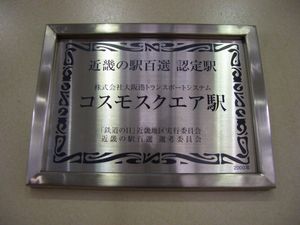 近畿の駅百選 認定駅
株式会社大阪港トランスポートシステム
コスモスクエア駅
「鉄道の日」近畿地区実行委員会
近畿の駅百選 選考委員会